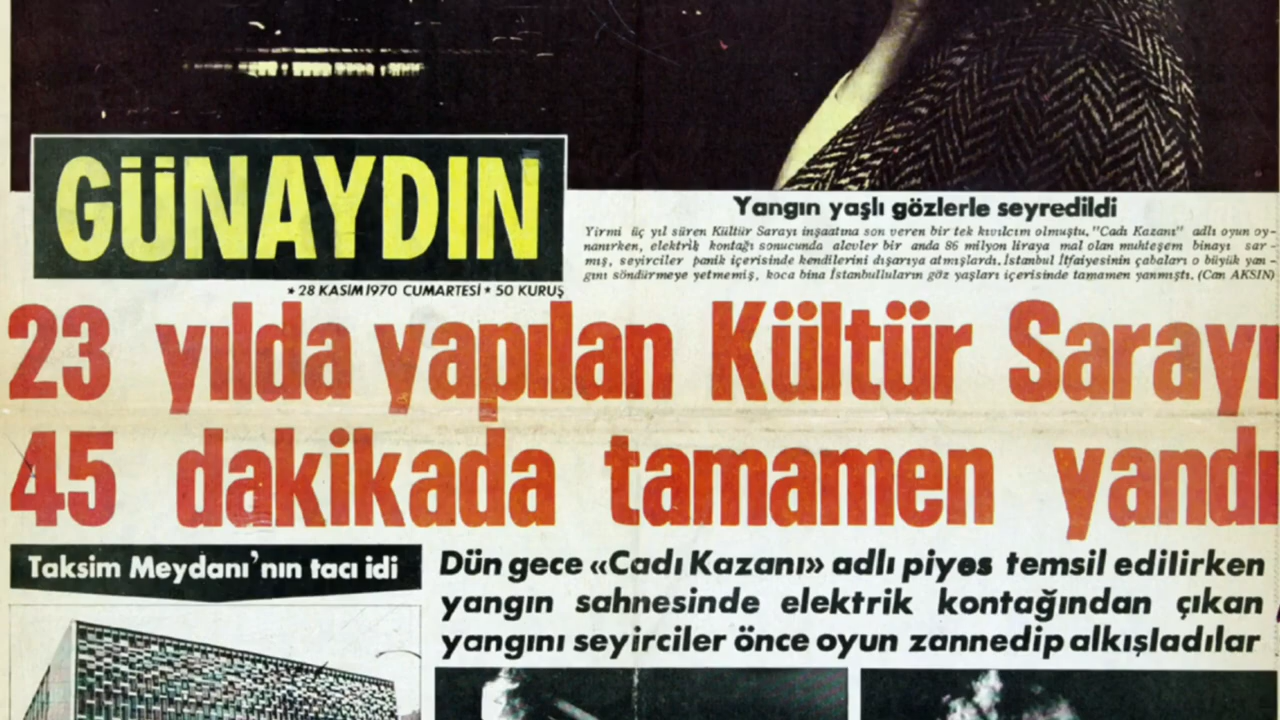 GÜNAYDIN
* 28 KASIM 1970 CUMARTESİ * 50 KURUŞ
Yangın yaşlı gözlerle seyredildi
Yirmi üç yıl süren Kültür Sarayı inşaatına son veren bir tek kıvılcım olmuştu. "Cadı Kazanı" adlı oyun oy-
namırken, elektrik kontağı sonucunda alevler bir anda 86 milyon liraya mal olan muhteşem binayı sar-
mış, seyirciler panik içerisinde kendilerini dışarıya atmışlardı. İstanbul İtfaiyesinin çabaları o büyük yan-
gını söndürmeye yetmemiş, koca bina İstanbulluların göz yaşları içerisinde tamamen yanmıştı. (Can AKSIN)
23 yılda yapılan Kültür Sarayı
45 dakikada tamamen yandı
Taksim Meydanı'nın tacı idi
Dün gece «Cadı Kazanı» adlı piyes temsil edilirken
yangın sahnesinde elektrik kontağından çıkan
yangını seyirciler önce oyun zannedip alkışladılar